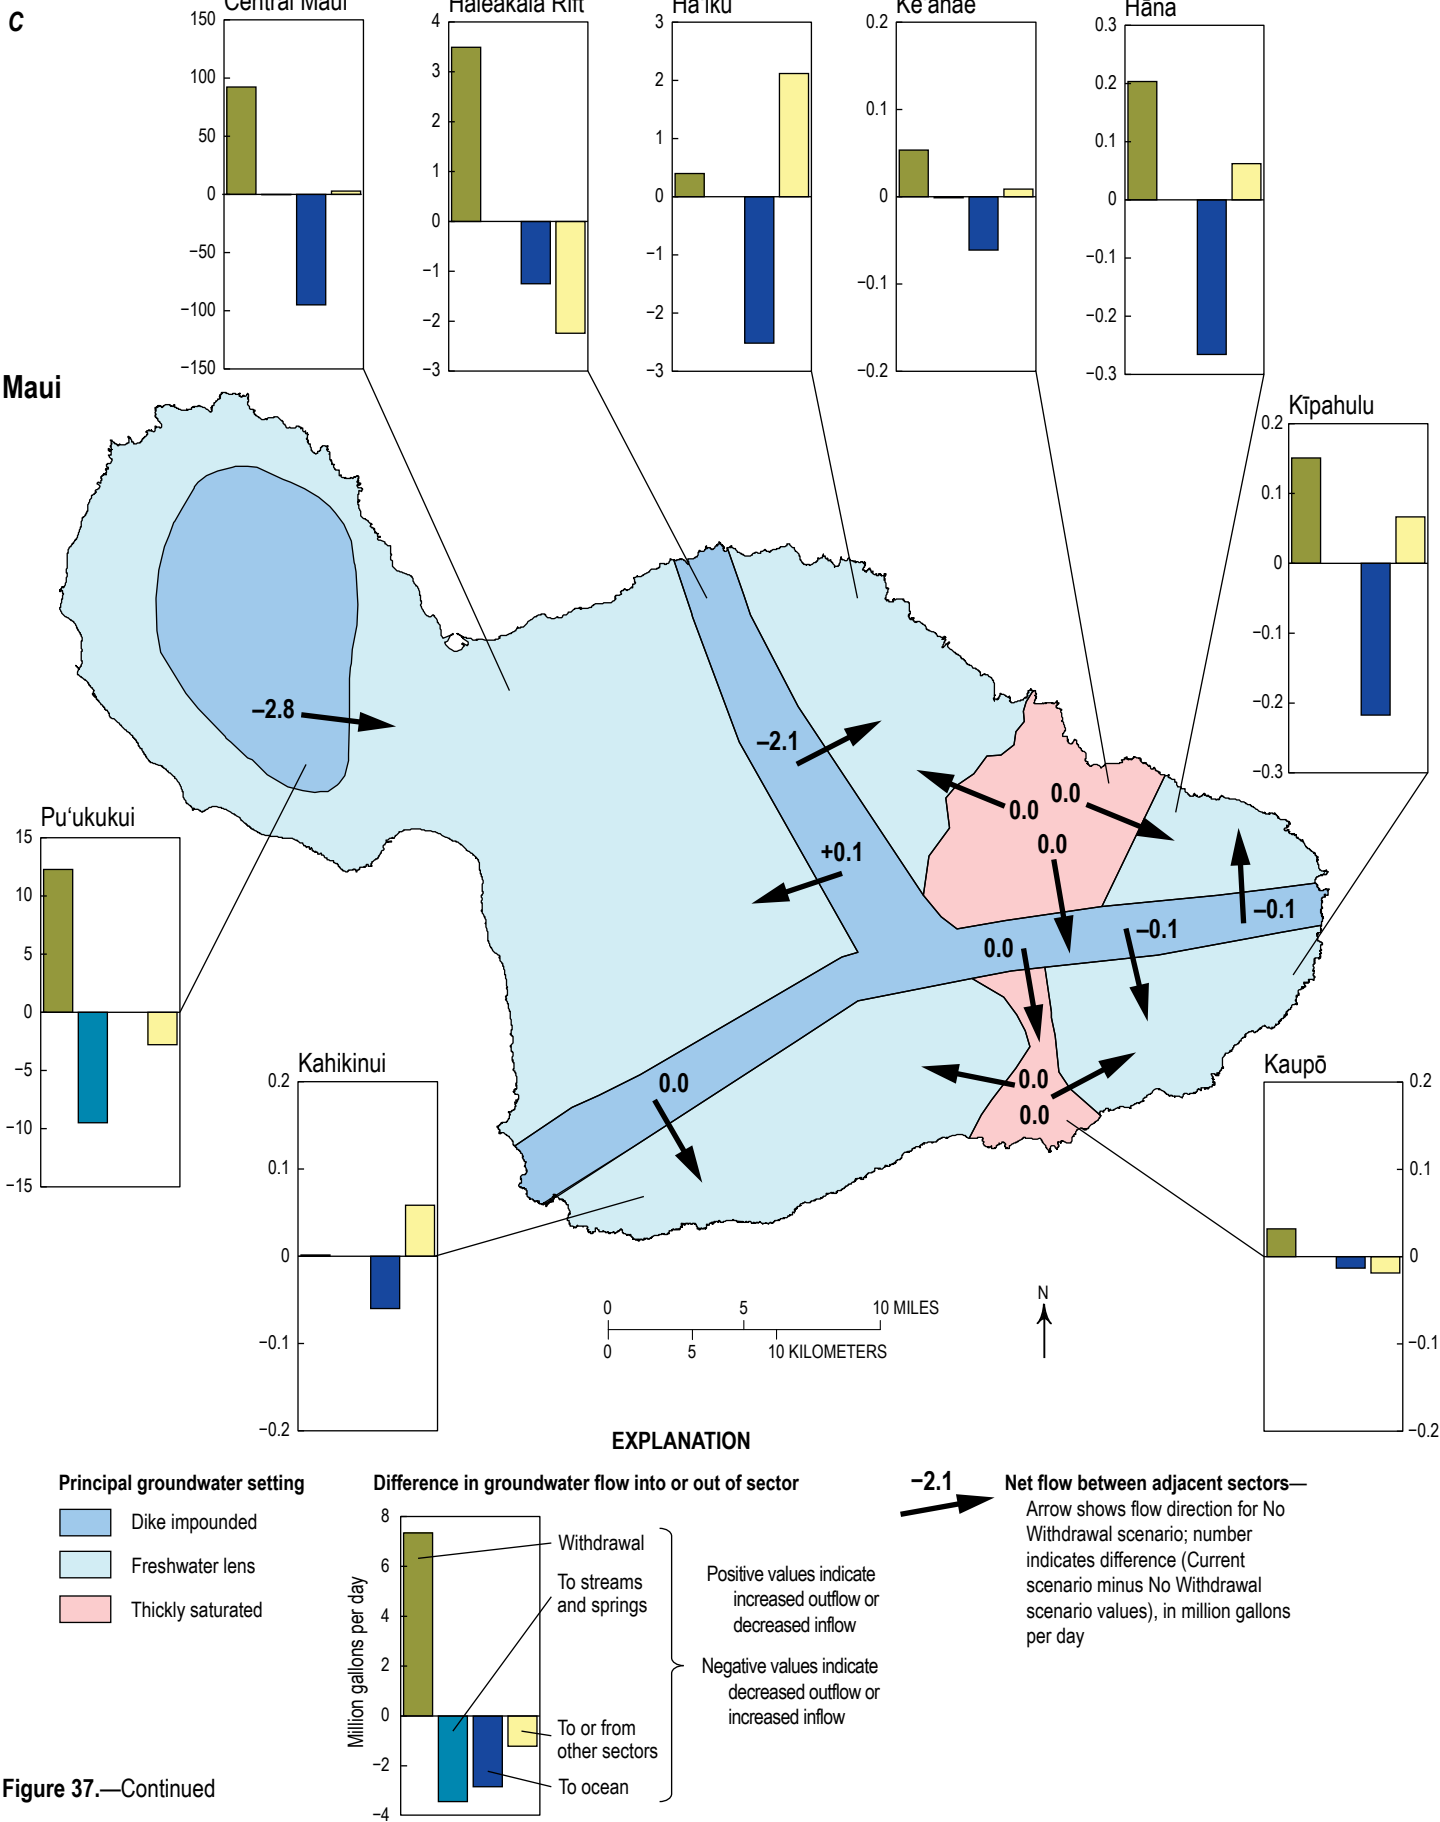 C
Central Maui
150
100
50
0
−50
−100
−150
Haleakalā Rift
4
3
2
1
0
−1
−2
−3
Haʻikū
3
2
1
0
−1
−2
−3
Keʻanae
0.2
0.1
0
−0.1
−0.2
Hāna
0.3
0.2
0.1
0
−0.1
−0.2
−0.3
Maui
Kīpahulu
0.2
0.1
0
−0.1
−0.2
−0.3
−2.8
−2.1
+0.1
0.0
0.0
0.0
−0.1
−0.1
0.0
0.0
0.0
0.0
Puʻukukui
15
10
5
0
−5
−10
−15
Kahikinui
0.2
0.1
0
−0.1
−0.2
Kaupō
0.2
0.1
0
−0.1
−0.2
0 5 10 MILES
0 5 10 KILOMETERS
N
EXPLANATION
Principal groundwater setting
Dike impounded
Freshwater lens
Thickly saturated
Difference in groundwater flow into or out of sector
Million gallons per day
8
6
4
2
0
−2
−4
Withdrawal
To streams
and springs
To or from
other sectors
To ocean
Positive values indicate
increased outflow or
decreased inflow
Negative values indicate
decreased outflow or
increased inflow
−2.1
Net flow between adjacent sectors—
Arrow shows flow direction for No
Withdrawal scenario; number
indicates difference (Current
scenario minus No Withdrawal
scenario values), in million gallons
per day
Figure 37.—Continued